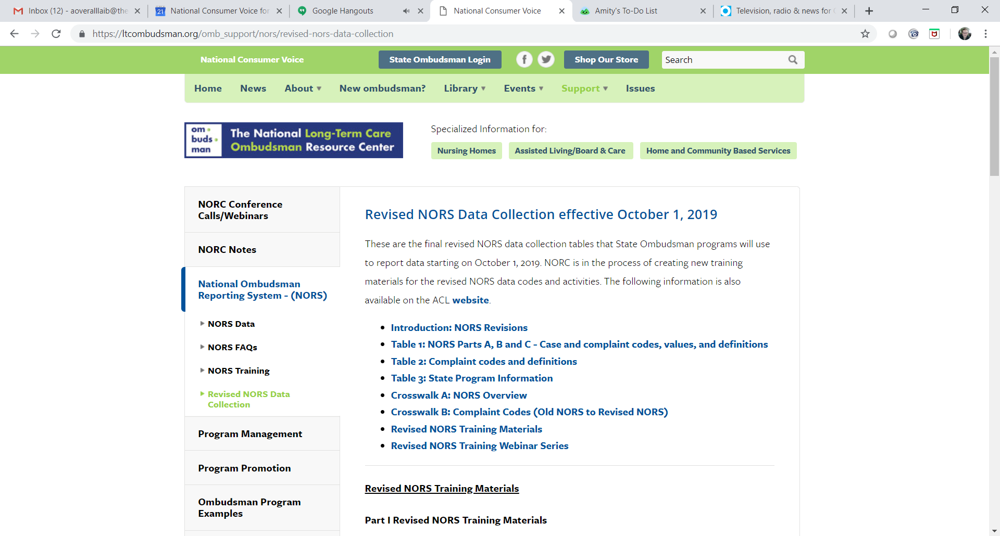 Inbox (12) - aoveralllaib@the
National Consumer Voice for
Google Hangouts
National Consumer Voice
Amity's To-Do List
Television, radio & news for
https://ltcombudsman.org/omb_support/nors/revised-nors-data-collection
National Consumer Voice
State Ombudsman Login
Shop Our Store
Search
Home
News
About
New ombudsman?
Library
Events
Support
Issues
om
buds
man
The National Long-Term Care
Ombudsman Resource Center
Specialized Information for:
Nursing Homes
Assisted Living/Board & Care
Home and Community Based Services
NORC Conference
Calls/Webinars
NORC Notes
National Ombudsman
Reporting System - (NORS)
NORS Data
NORS FAQs
NORS Training
Revised NORS Data
Collection
Program Management
Program Promotion
Ombudsman Program
Examples
Revised NORS Data Collection effective October 1, 2019
These are the final revised NORS data collection tables that State Ombudsman programs will use
to report data starting on October 1, 2019. NORC is in the process of creating new training
materials for the revised NORS data codes and activities. The following information is also
available on the ACL website.
Introduction: NORS Revisions
Table 1: NORS Parts A, B and C - Case and complaint codes, values, and definitions
Table 2: Complaint codes and definitions
Table 3: State Program Information
Crosswalk A: NORS Overview
Crosswalk B: Complaint Codes (Old NORS to Revised NORS)
Revised NORS Training Materials
Revised NORS Training Webinar Series
Revised NORS Training Materials
Part I Revised NORS Training Materials